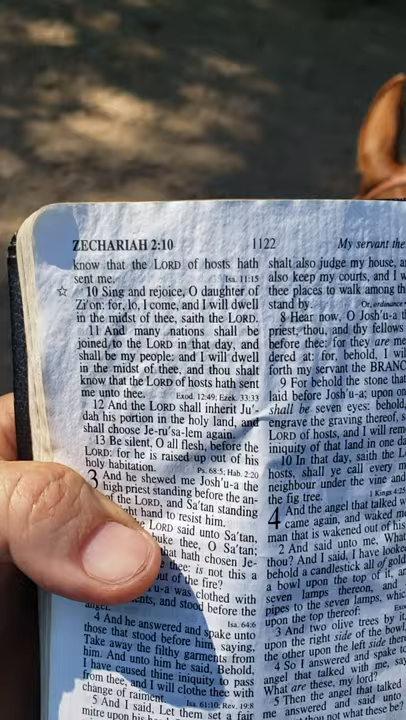 ZECHARIAH 2:10
1122
My servant the
know that the LORD of hosts hath
sent me. Isa. 11:15
☆ 10 Sing and rejoice, O daughter of
Zi'on: for, lo, I come, and I will dwell
in the midst of thee, saith the LORD.
11 And many nations shall be
joined to the LORD in that day, and
shall be my people: and I will dwell
in the midst of thee, and thou shalt
know that the LORD of hosts hath sent
me unto thee. Exod. 12:49; Ezek. 33:33
12 And the LORD shall inherit Ju'-
dah his portion in the holy land, and
shall choose Je-ru'sa-lem again.
13 Be silent, O all flesh, before the
LORD: for he is raised up out of his
holy habitation. Ps. 68:5; Hab. 2:20
3 And he shewed me Josh'u-a the
high priest standing before the an-
of the LORD, and Sa'tan standing
ght hand to resist him.
e LORD said unto Sa'tan,
buke thee, O Sa'tan;
that hath chosen Je-
thee: is not this a
out of the fire?
u-a was clothed with
ents, and stood before the
angel. Isa. 64:6
4 And he answered and spake unto
those that stood before him, saying,
Take away the filthy garments from
him. And unto him he said, Behold,
I have caused thine iniquity to pass
from thee, and I will clothe thee with
change of raiment. Isa. 61:10; Rev. 19:8
5 And I said, Let them set a fair
mitre upon his
shalt also judge my house, a
also keep my courts, and I w
thee places to walk among th
stand by. Or, ordinance
8 Hear now, O Josh'u-a t
priest, thou, and thy fellows
before thee: for they are me
dered at: for, behold, I wil
forth my servant the BRANC
9 For behold the stone that
laid before Josh'u-a; upon on
shall be seven eyes: behold,
engrave the graving thereof, s
LORD of hosts, and I will rem
iniquity of that land in one da
10 In that day, saith the L
hosts, shall ye call every m
neighbour under the vine and
the fig tree. 1 Kings 4:25
4 And the angel that talked w
came again, and waked me
man that is wakened out of his
2 And said unto me, What
thou? And I said, I have looke
behold a candlestick all of gold
a bowl upon the top of it, an
seven lamps thereon, and
pipes to the seven lamps, whic
upon the top thereof:
3 And two olive trees by it,
upon the right side of the bowl
the other upon the left side there
4 So I answered and spake to
angel that talked with me, say
What are these, my lord?
5 Then the angel that talked
me answered and said unto
not what these be?